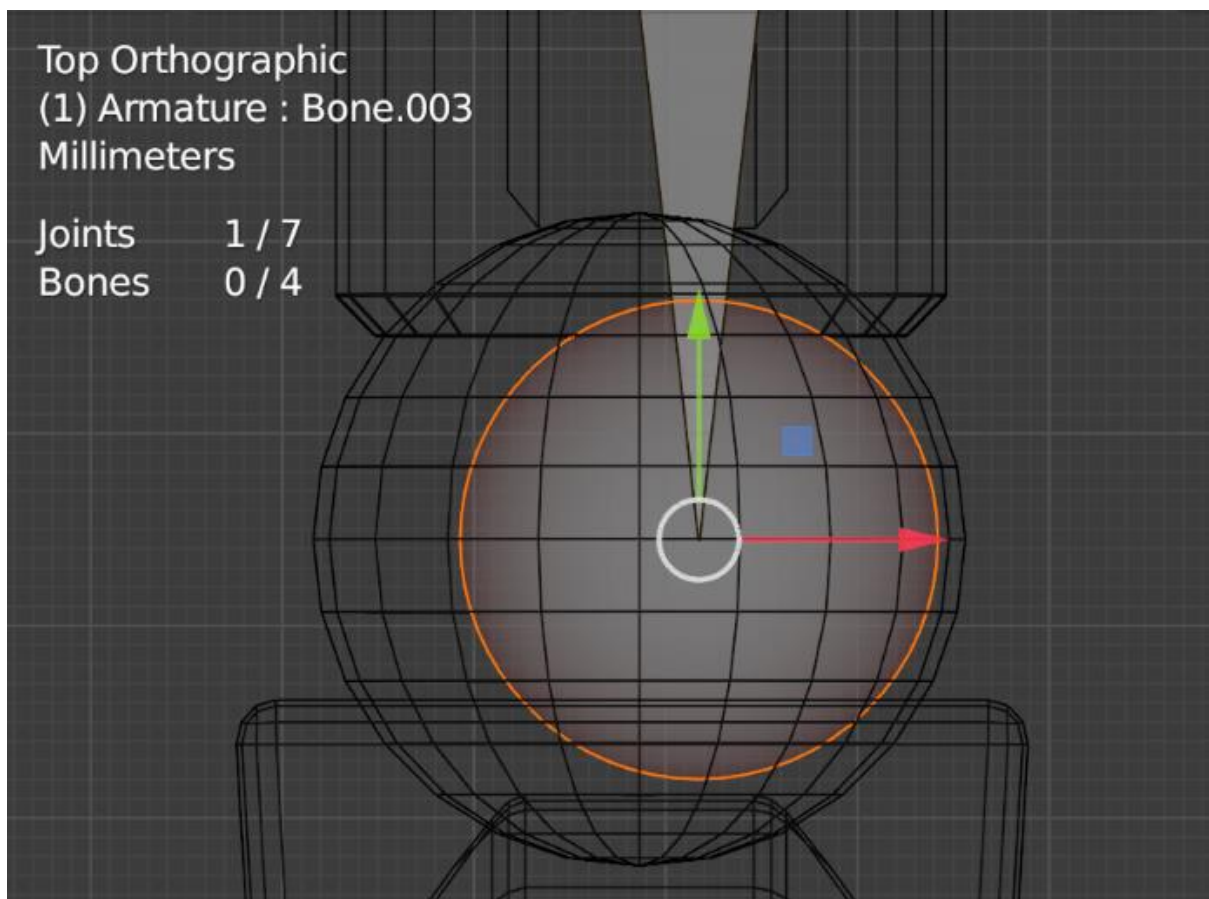 Top Orthographic
(1) Armature : Bone.003
Millimeters
Joints 1 / 7
Bones 0 / 4